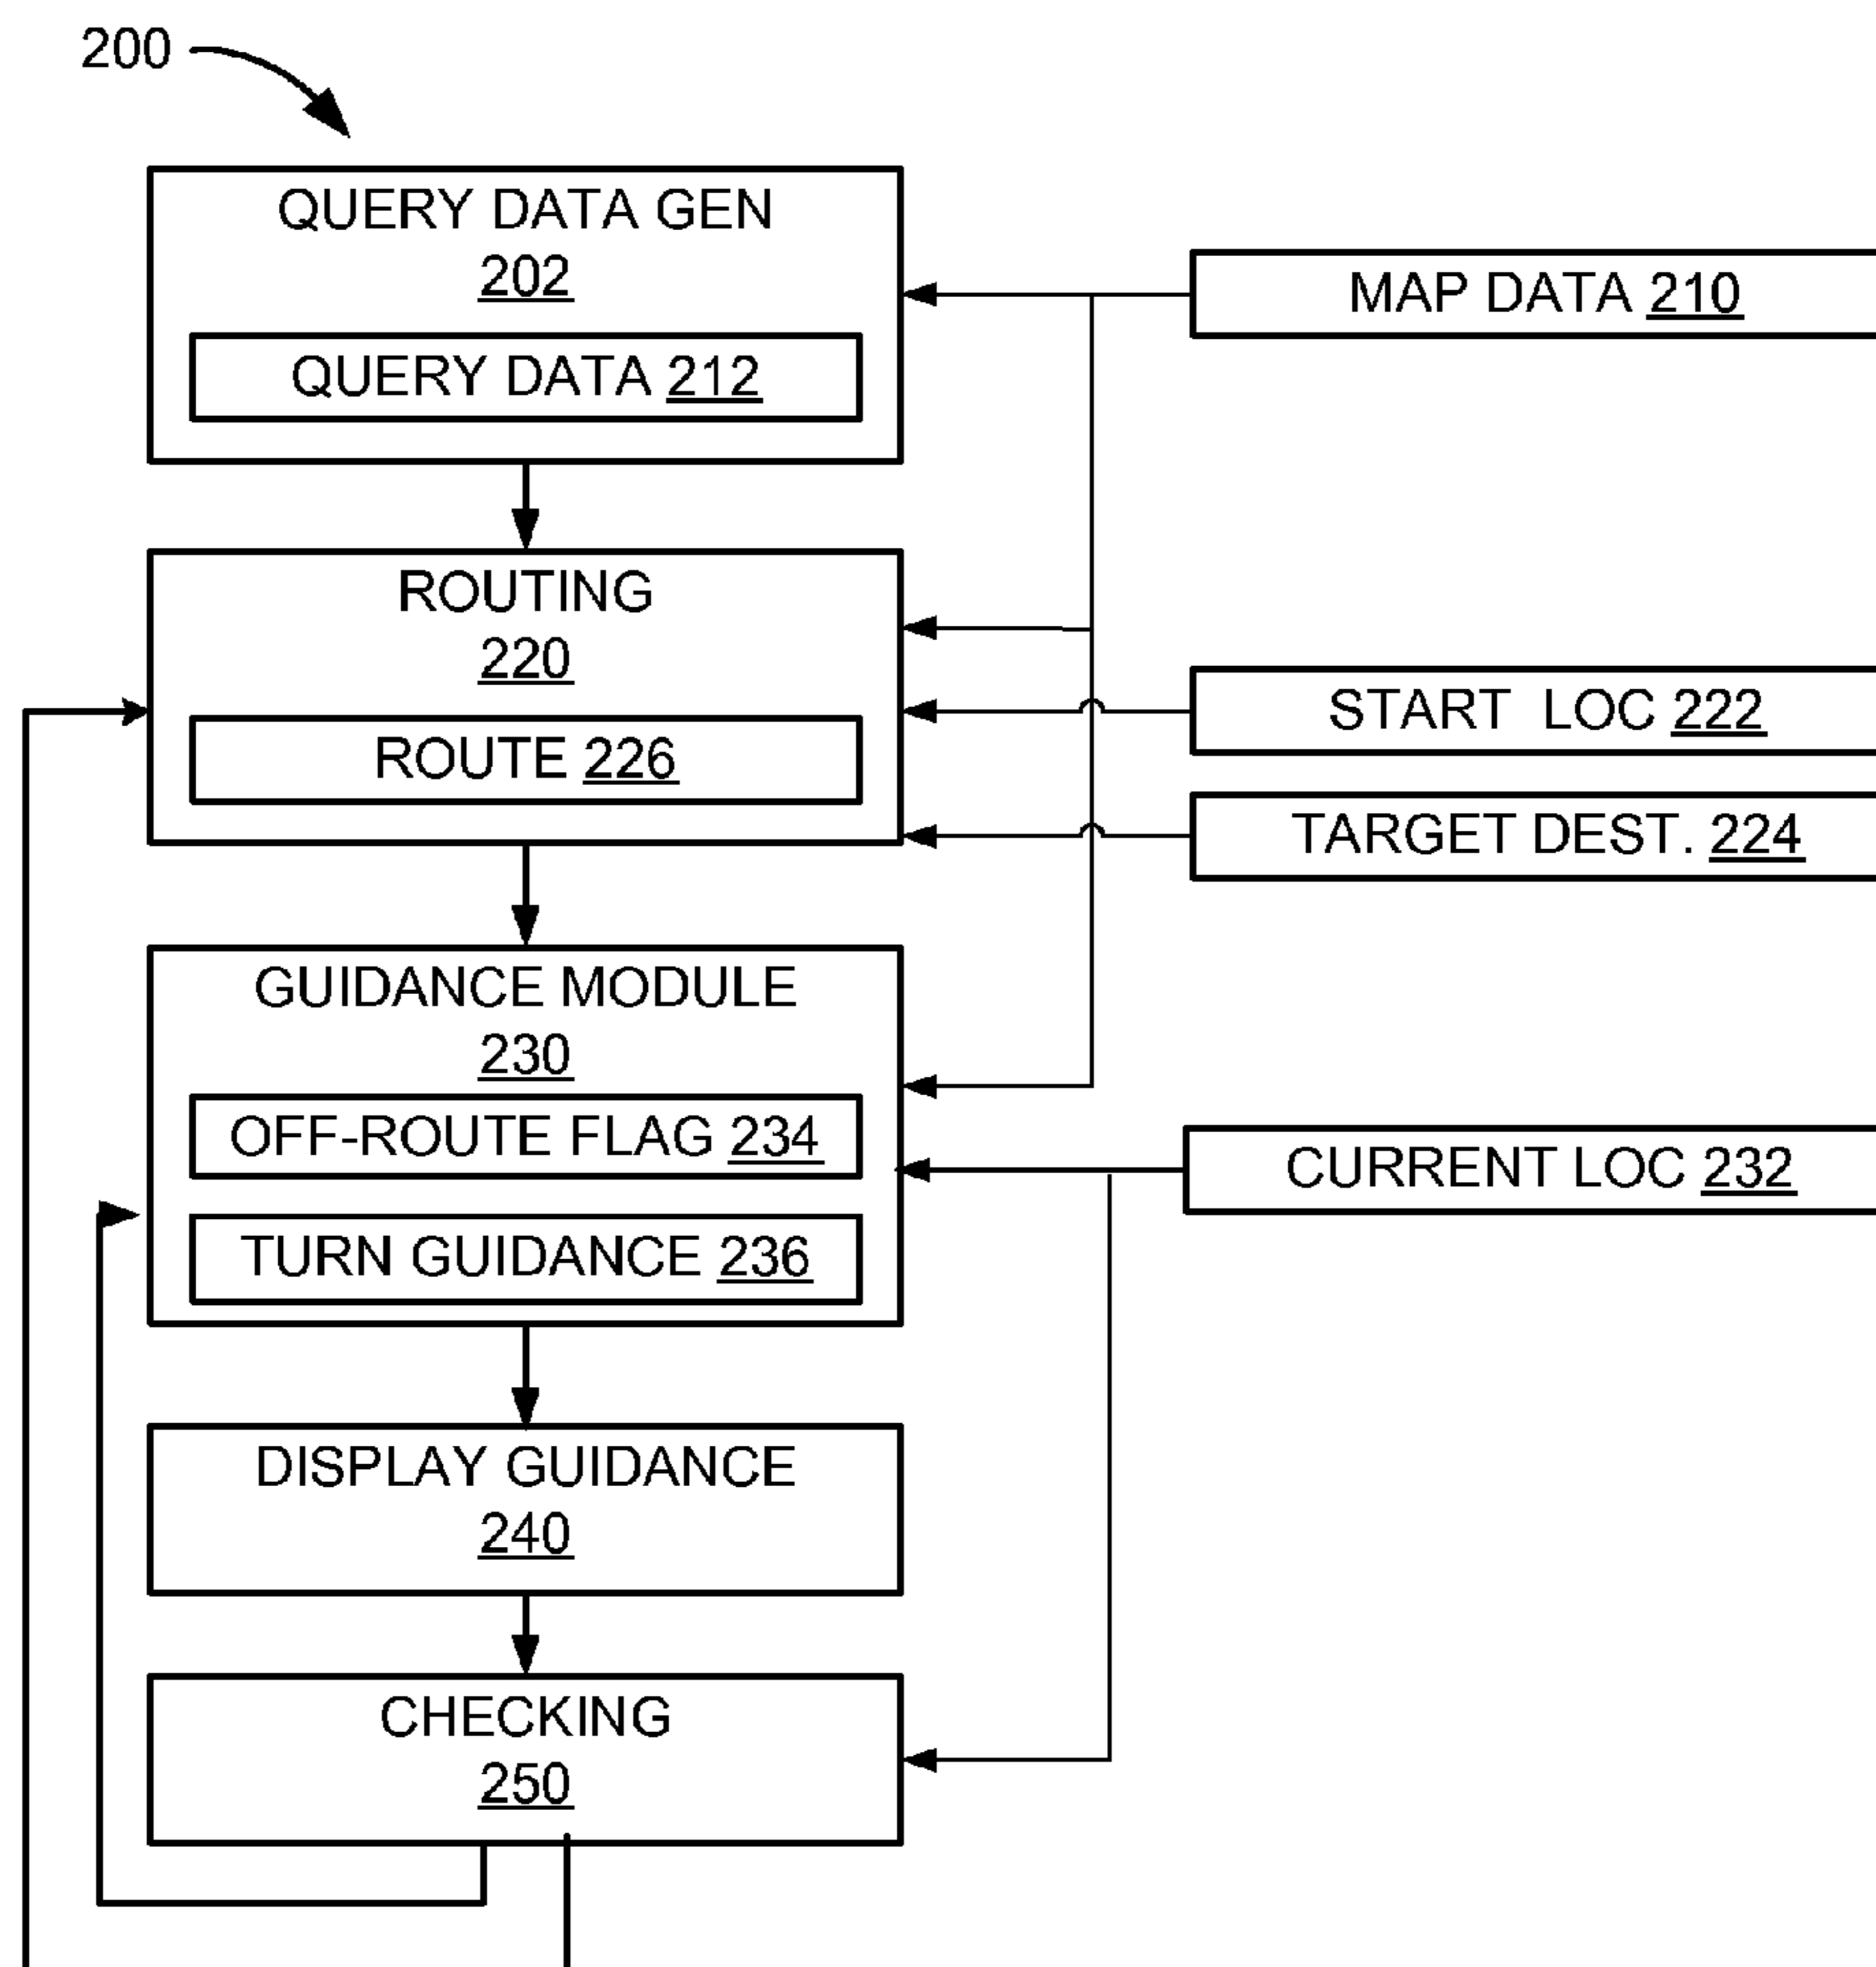 200
QUERY DATA GEN
202
QUERY DATA 212
MAP DATA 210
ROUTING
220
ROUTE 226
START LOC 222
TARGET DEST. 224
GUIDANCE MODULE
230
OFF-ROUTE FLAG 234
TURN GUIDANCE 236
CURRENT LOC 232
DISPLAY GUIDANCE
240
CHECKING
250